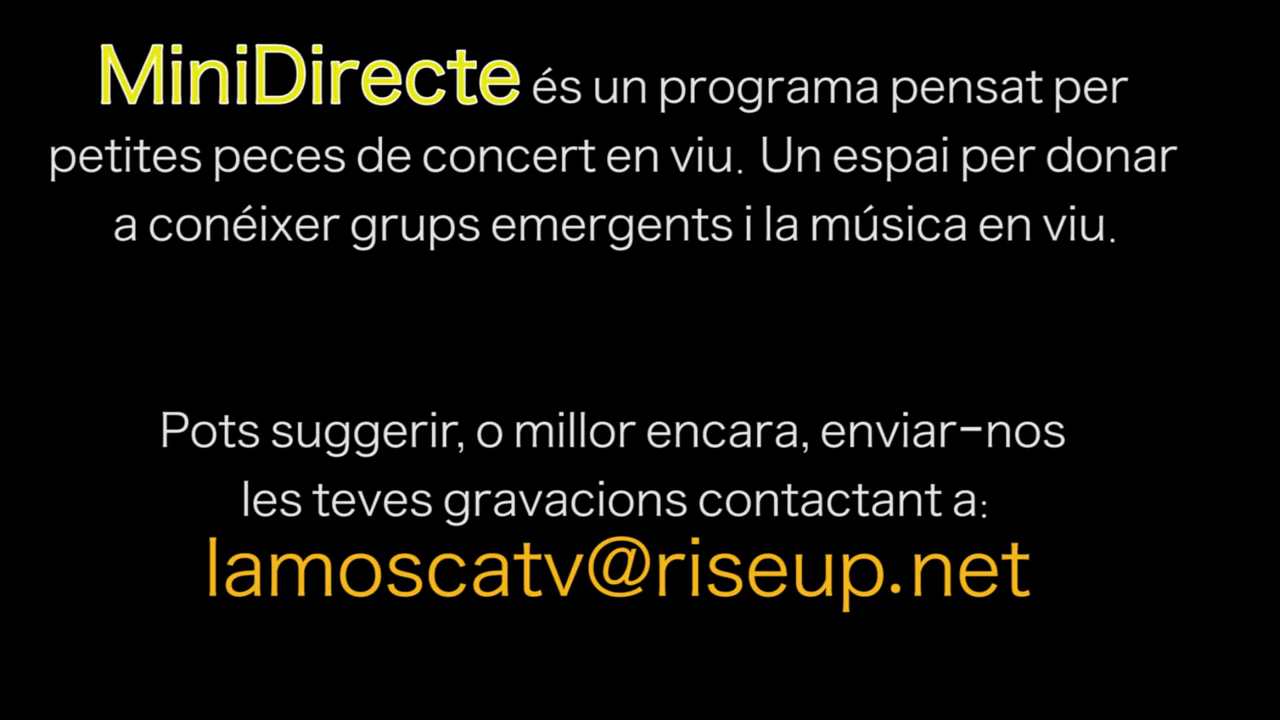 MiniDirecte és un programa pensat per
petites peces de concert en viu. Un espai per donar
a conéixer grups emergents i la música en viu.
Pots suggerir, o millor encara, enviar-nos
les teves gravacions contactant a:
lamoscatv@riseup.net